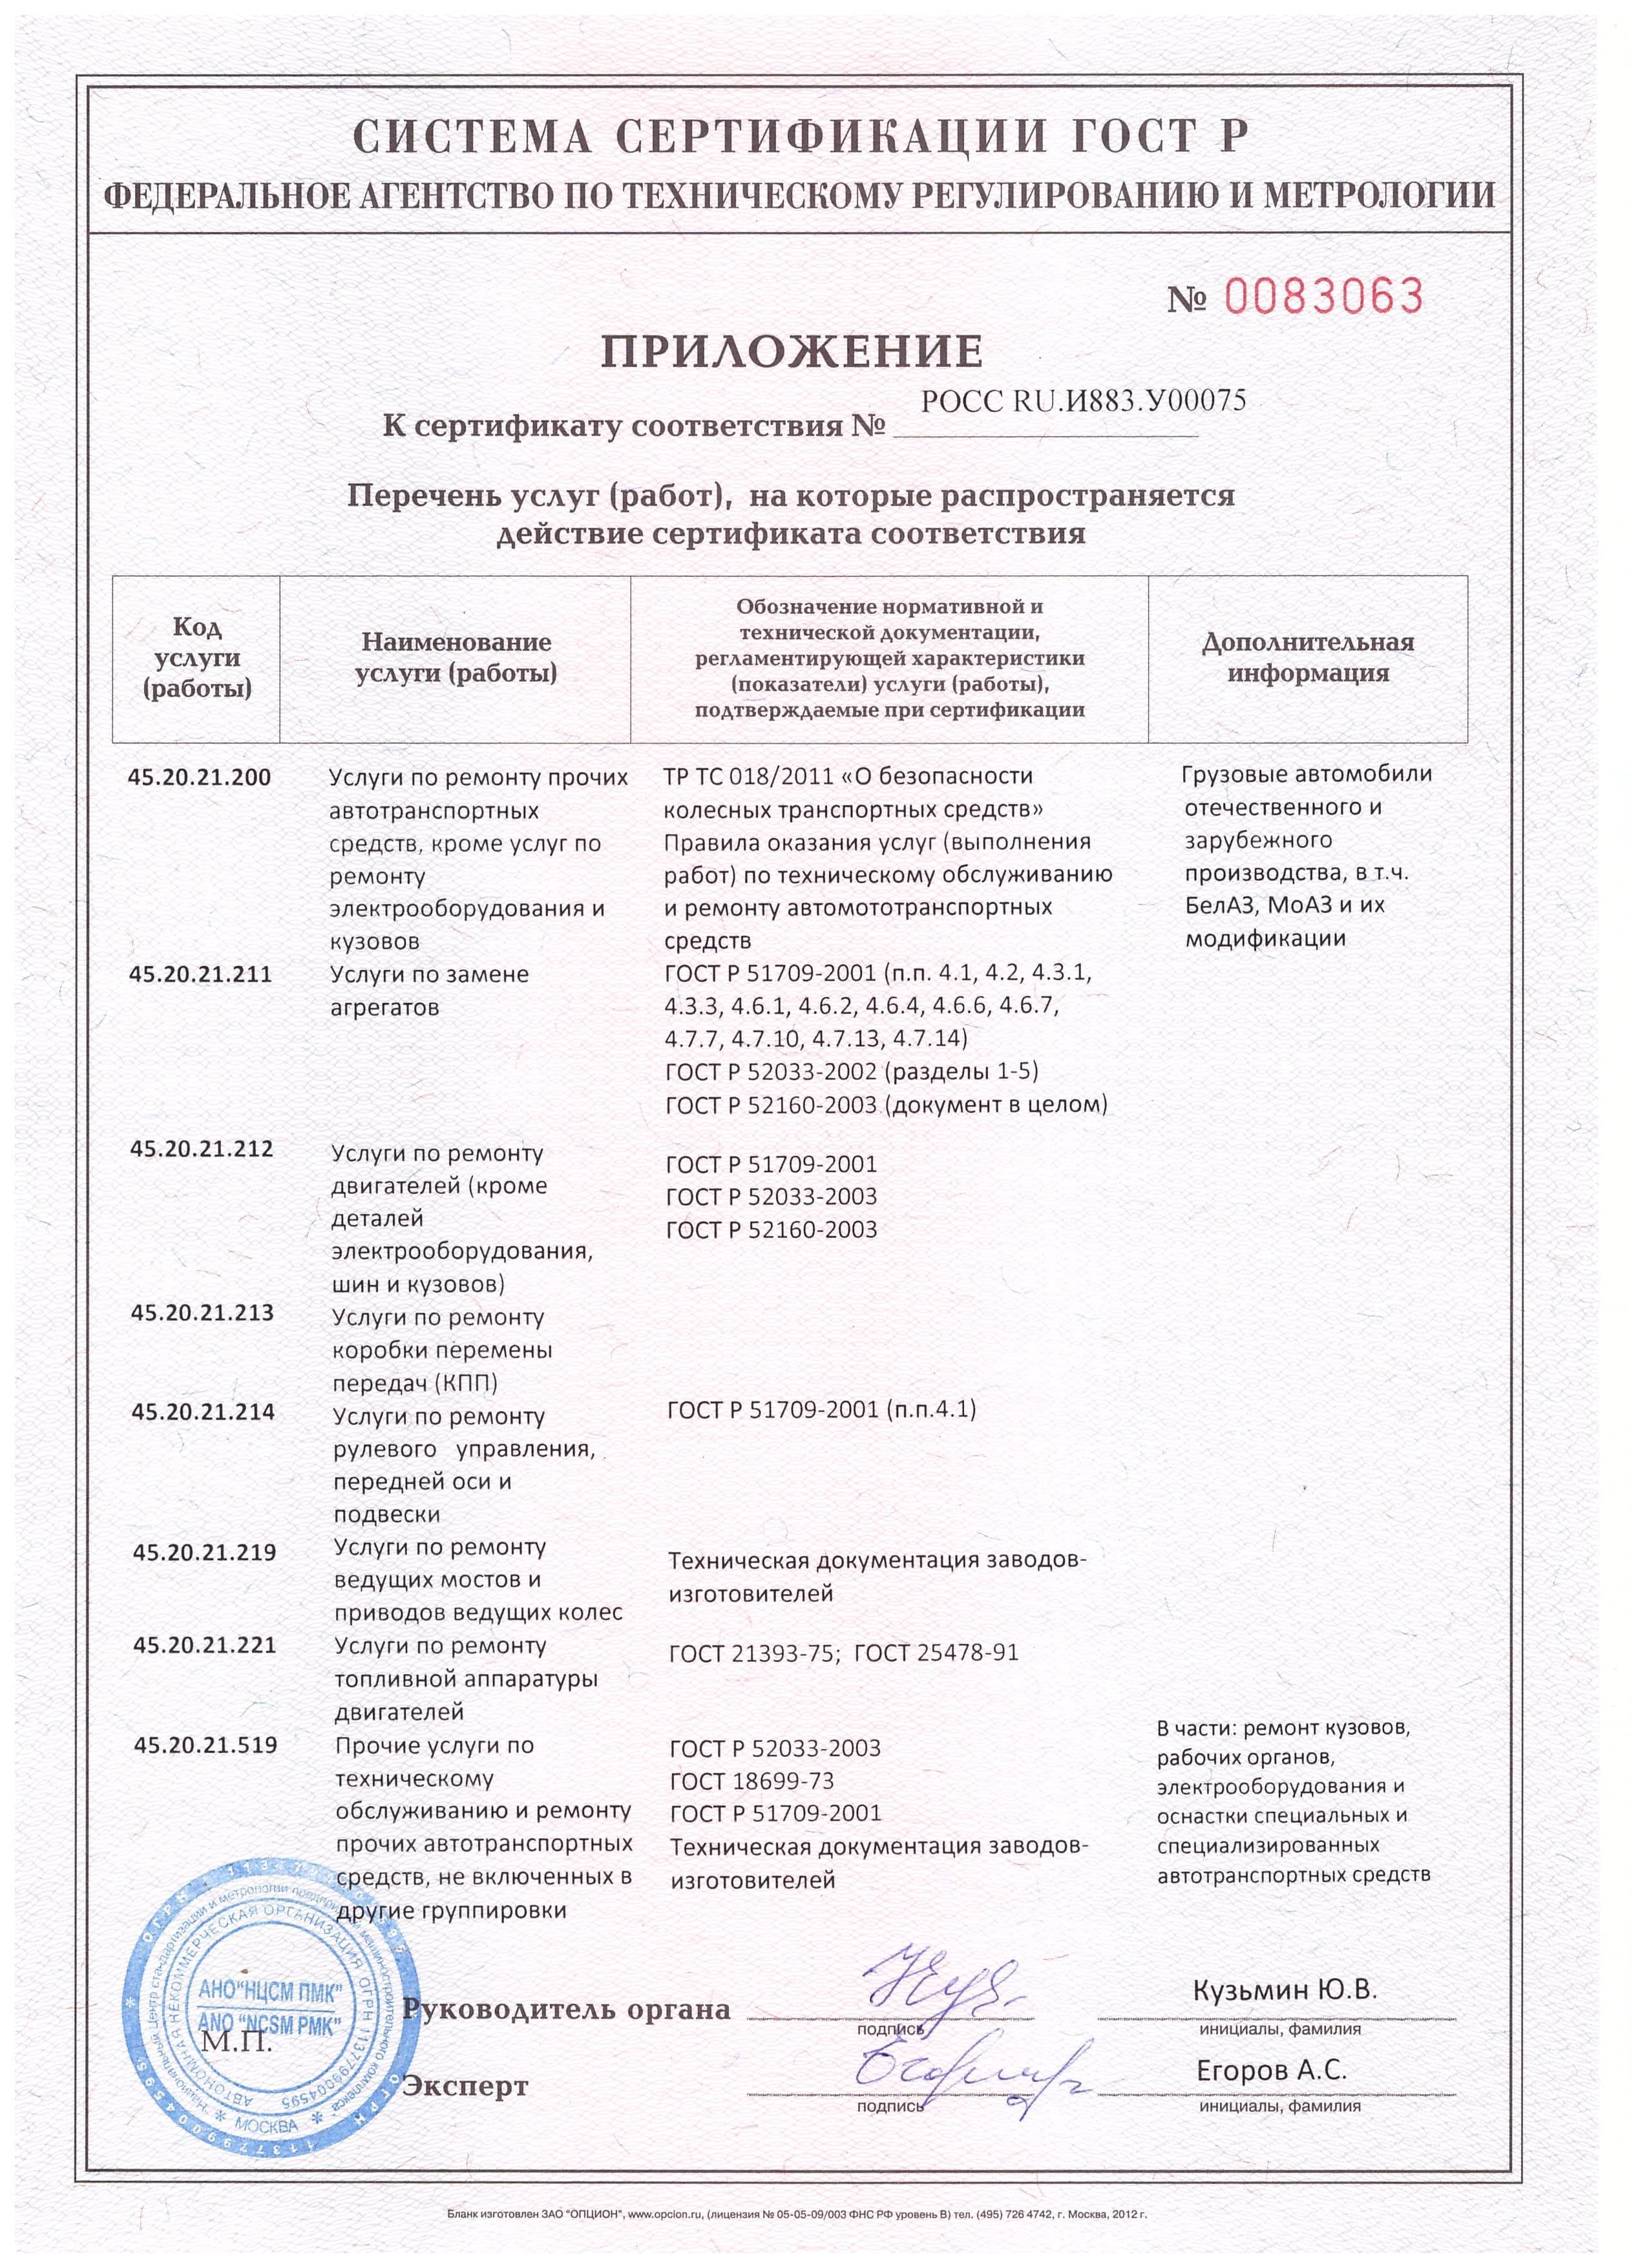 СИСТЕМА СЕРТИФИКАЦИИ ГОСТ Р
ФЕДЕРАЛЬНОЕ АГЕНТСТВО ПО ТЕХНИЧЕСКОМУ РЕГУЛИРОВАНИЮ И МЕТРОЛОГИИ
№ 0083063
ПРИЛОЖЕНИЕ
К сертификату соответствия № РОСС RU.И883.У00075
Перечень услуг (работ), на которые распространяется
действие сертификата соответствия
Код
услуги
(работы)
Наименование
услуги (работы)
Обозначение нормативной и
технической документации,
регламентирующей характеристики
(показатели) услуги (работы),
подтверждаемые при сертификации
Дополнительная
информация
45.20.21.200
Услуги по ремонту прочих
автотранспортных
средств, кроме услуг по
ремонту
электрооборудования и
кузовов
ТР ТС 018/2011 «О безопасности
колесных транспортных средств»
Правила оказания услуг (выполнения
работ) по техническому обслуживанию
и ремонту автомототранспортных
средств
Грузовые автомобили
отечественного и
зарубежного
производства, в т.ч.
БелАЗ, МоАЗ и их
модификации
45.20.21.211
Услуги по замене
агрегатов
ГОСТ Р 51709-2001 (п.п. 4.1, 4.2, 4.3.1,
4.3.3, 4.6.1, 4.6.2, 4.6.4, 4.6.6, 4.6.7,
4.7.7, 4.7.10, 4.7.13, 4.7.14)
ГОСТ Р 52033-2002 (разделы 1-5)
ГОСТ Р 52160-2003 (документ в целом)
45.20.21.212
Услуги по ремонту
двигателей (кроме
деталей
электрооборудования,
шин и кузовов)
ГОСТ Р 51709-2001
ГОСТ Р 52033-2003
ГОСТ Р 52160-2003
45.20.21.213
Услуги по ремонту
коробки перемены
передач (КПП)
45.20.21.214
Услуги по ремонту
рулевого управления,
передней оси и
подвески
ГОСТ Р 51709-2001 (п.п.4.1)
45.20.21.219
Услуги по ремонту
ведущих мостов и
приводов ведущих колес
Техническая документация заводов-
изготовителей
45.20.21.221
Услуги по ремонту
топливной аппаратуры
двигателей
ГОСТ 21393-75; ГОСТ 25478-91
45.20.21.519
Прочие услуги по
техническому
обслуживанию и ремонту
прочих автотранспортных
средств, не включенных в
другие группировки
ГОСТ Р 52033-2003
ГОСТ 18699-73
ГОСТ Р 51709-2001
Техническая документация заводов-
изготовителей
В части: ремонт кузовов,
рабочих органов,
электрооборудования и
оснастки специальных и
специализированных
автотранспортных средств
АНО "НЦСМ ПМК"
ANO "NCSM PMK"
АВТОНОМНАЯ НЕКОММЕРЧЕСКАЯ ОРГАНИЗАЦИЯ ОГРН 1137799004595
МОСКВА
М.П.
Руководитель органа
подпись
Кузьмин Ю.В.
инициалы, фамилия
Эксперт
подпись
Егоров А.С.
инициалы, фамилия
Бланк изготовлен ЗАО "ОПЦИОН", www.opcion.ru, (лицензия № 05-05-09/003 ФНС РФ уровень В) тел. (495) 726 4742, г. Москва, 2012 г.